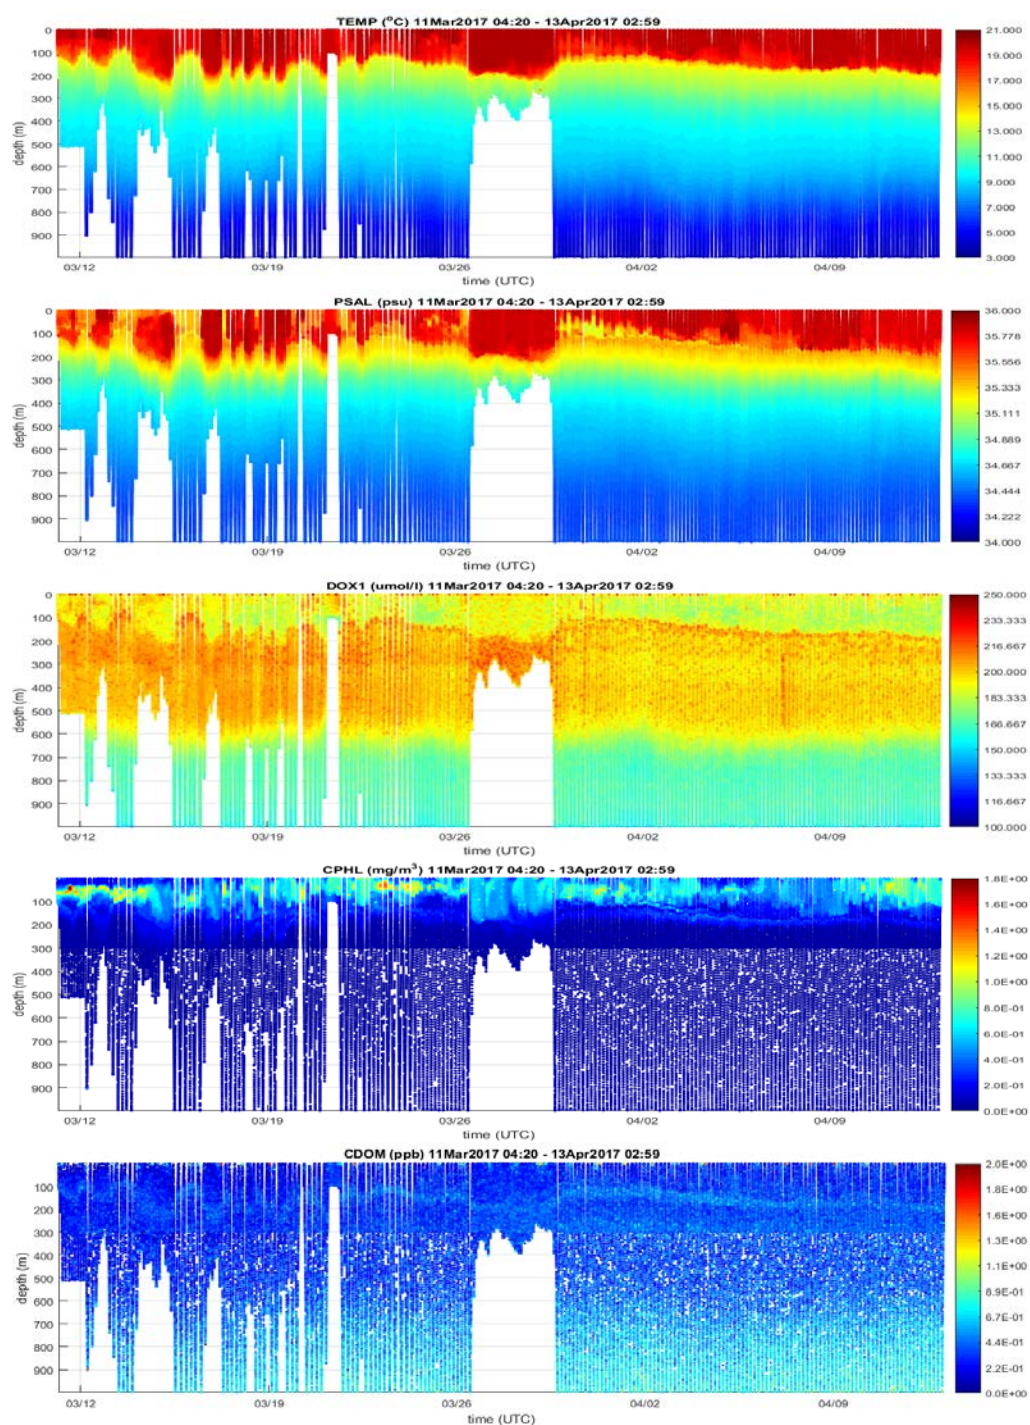 TEMP (°C) 11Mar2017 04:20 - 13Apr2017 02:59
0
100
200
300
400
500
600
700
800
900
depth (m)
03/12 03/19 03/26 04/02 04/09
time (UTC)
21.000
19.000
17.000
15.000
13.000
11.000
9.000
7.000
5.000
3.000
PSAL (psu) 11Mar2017 04:20 - 13Apr2017 02:59
0
100
200
300
400
500
600
700
800
900
depth (m)
03/12 03/19 03/26 04/02 04/09
time (UTC)
36.000
35.778
35.556
35.333
35.111
34.889
34.667
34.444
34.222
34.000
DOX1 (umol/l) 11Mar2017 04:20 - 13Apr2017 02:59
0
100
200
300
400
500
600
700
800
900
depth (m)
03/12 03/19 03/26 04/02 04/09
time (UTC)
250.000
233.333
216.667
200.000
183.333
166.667
150.000
133.333
116.667
100.000
CPHL (mg/m³) 11Mar2017 04:20 - 13Apr2017 02:59
0
100
200
300
400
500
600
700
800
900
depth (m)
03/12 03/19 03/26 04/02 04/09
time (UTC)
1.8E+00
1.6E+00
1.4E+00
1.2E+00
1.0E+00
8.0E-01
6.0E-01
4.0E-01
2.0E-01
0.0E+00
CDOM (ppb) 11Mar2017 04:20 - 13Apr2017 02:59
100
200
300
400
500
600
700
800
900
depth (m)
03/12 03/19 03/26 04/02 04/09
time (UTC)
2.0E+00
1.8E+00
1.6E+00
1.3E+00
1.1E+00
8.9E-01
6.7E-01
4.4E-01
2.2E-01
0.0E+00